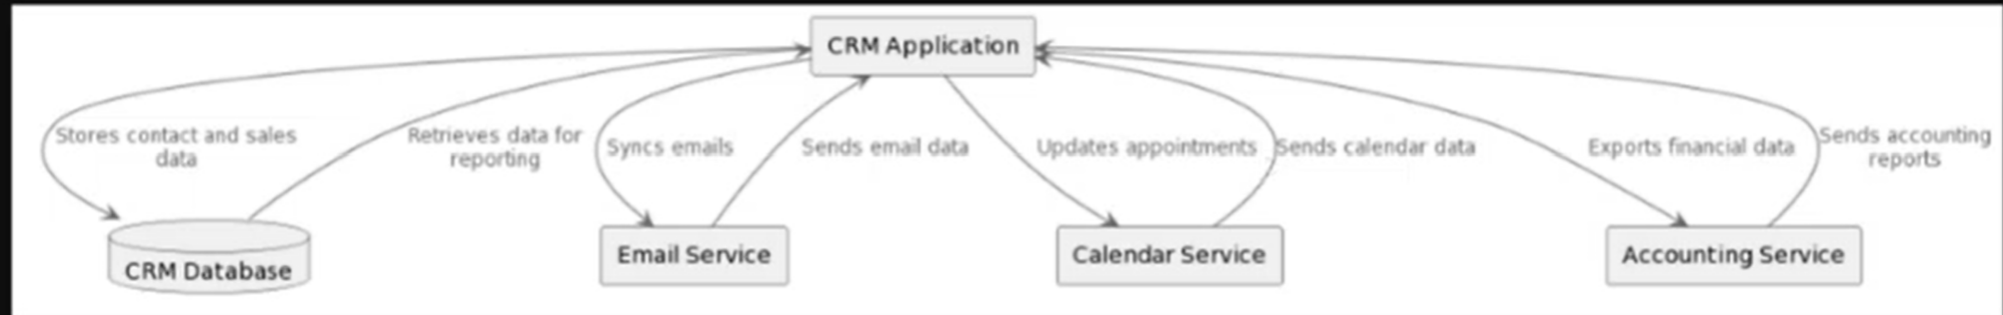 CRM Application
Stores contact and sales
data
Retrieves data for
reporting
Syncs emails
Sends email data
Updates appointments
Sends calendar data
Exports financial data
Sends accounting
reports
CRM Database
Email Service
Calendar Service
Accounting Service